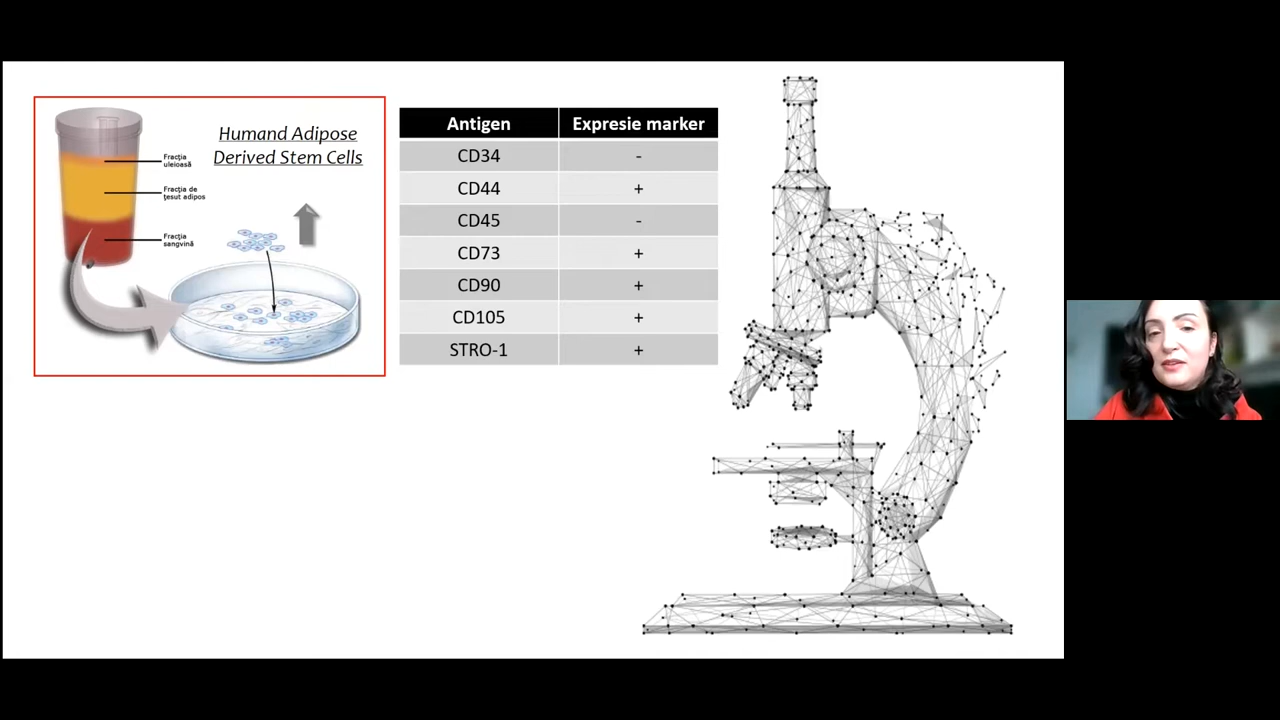 Humand Adipose
Derived Stem Cells
Fracția
uleioasă
Fracția de
țesut adipos
Fracția
sangvină
Antigen Expresie marker
CD34 -
CD44 +
CD45 -
CD73 +
CD90 +
CD105 +
STRO-1 +